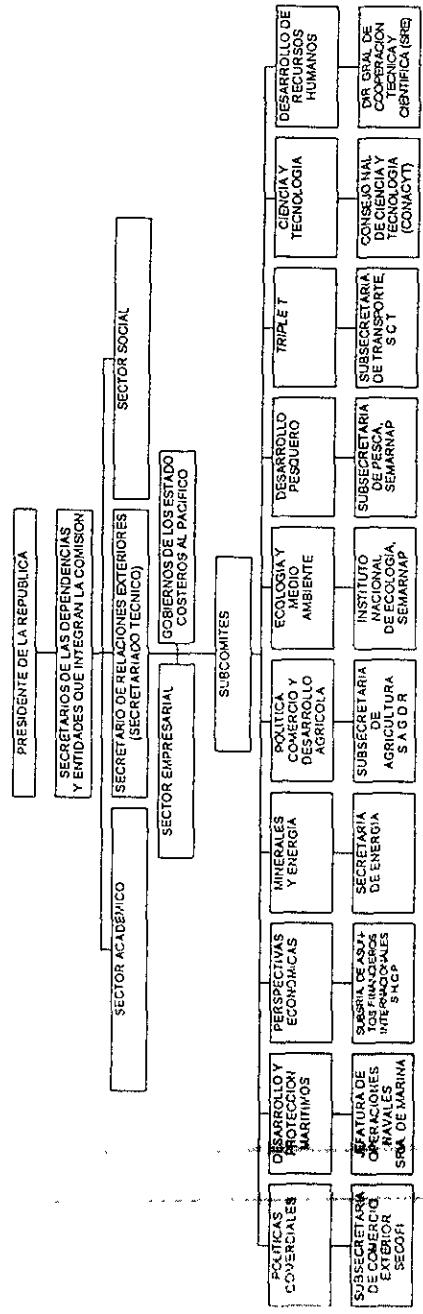 PRESIDENTE DE LA REPUBLICA
SECRETARIOS DE LAS DEPENDENCIAS
Y ENTIDADES QUE INTEGRAN LA COMISION
SECTOR ACADÉMICO
SECRETARIO DE RELACIONES EXTERIORES
(SECRETARIADO TECNICO)
SECTOR SOCIAL
SECTOR EMPRESARIAL
GOBIERNOS DE LOS ESTADO
COSTEROS AL PACIFICO
SUBCOMITES
POLITICAS
COMERCIALES
DESARROLLO Y
PROTECCION
MARITIMOS
PERSPECTIVAS
ECONOMICAS
MINERALES
Y ENERGIA
POLITICA
COMERCIO Y
DESARROLLO
AGRICOLA
ECOLOGIA Y
MEDIO
AMBIENTE
DESARROLLO
PESQUERO
TRIPLE T
CIENCIA Y
TECNOLOGIA
DESARROLLO DE
RECURSOS
HUMANOS
SUBSECRETARIA
DE COMERCIO
EXTERIOR
SECOFI
JEFATURA DE
OPERACIONES
NAVALES
SRIA. DE MARINA
SUBSRIA. DE ASUN-
TOS FINANCIEROS
INTERNACIONALES
S H C P
SECRETARIA
DE ENERGIA
SUBSECRETARIA
DE
AGRICULTURA
S A G D R
INSTITUTO
NACIONAL
DE ECOLOGIA,
SEMARNAP
SUBSECRETARIA
DE PESCA,
SEMARNAP
SUBSECRETARIA
DE TRANSPORTE,
S C T
CONSEJO NAL
DE CIENCIA Y
TECNOLOGIA
(CONACYT)
DIR GRAL DE
COOPERACION
TECNICA Y
CIENTIFICA (SRE)